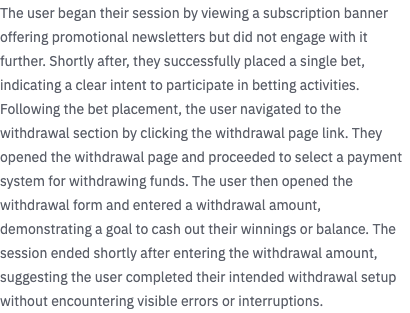 The user began their session by viewing a subscription banner
offering promotional newsletters but did not engage with it
further. Shortly after, they successfully placed a single bet,
indicating a clear intent to participate in betting activities.
Following the bet placement, the user navigated to the
withdrawal section by clicking the withdrawal page link. They
opened the withdrawal page and proceeded to select a payment
system for withdrawing funds. The user then opened the
withdrawal form and entered a withdrawal amount,
demonstrating a goal to cash out their winnings or balance. The
session ended shortly after entering the withdrawal amount,
suggesting the user completed their intended withdrawal setup
without encountering visible errors or interruptions.